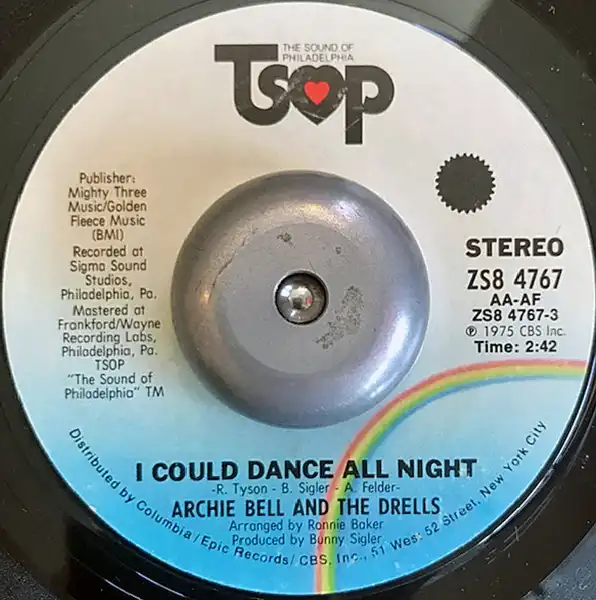 THE SOUND OF
PHILADELPHIA
TSOP
Publisher:
Mighty Three
Music/Golden
Fleece Music
(BMI)
Recorded at
Sigma Sound
Studios,
Philadelphia, Pa.
Mastered at
Frankford/Wayne
Recording Labs,
Philadelphia, Pa.
TSOP
"The Sound of
Philadelphia" TM
STEREO
ZS8 4767
AA-AF
ZS8 4767-3
℗ 1975 CBS Inc.
Time: 2:42
I COULD DANCE ALL NIGHT
-R. Tyson - B. Sigler - A. Felder-
ARCHIE BELL AND THE DRELLS
Arranged by Ronnie Baker
Produced by Bunny Sigler
Distributed by Columbia/Epic Records/CBS, Inc., 51 West 52 Street, New York City